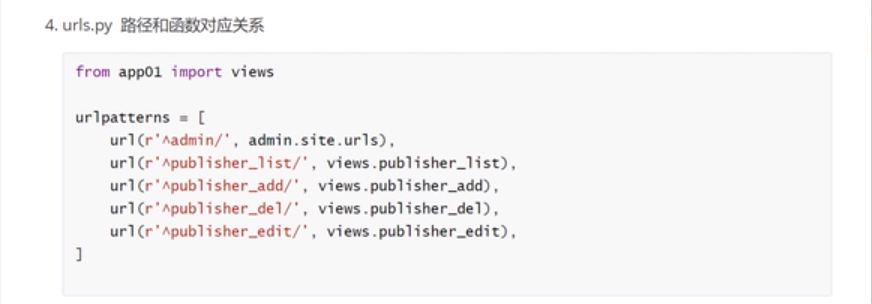 4. urls.py 路径和函数对应关系
from app01 import views
urlpatterns = [
url(r'^admin/', admin.site.urls),
url(r'^publisher_list/', views.publisher_list),
url(r'^publisher_add/', views.publisher_add),
url(r'^publisher_del/', views.publisher_del),
url(r'^publisher_edit/', views.publisher_edit),
]